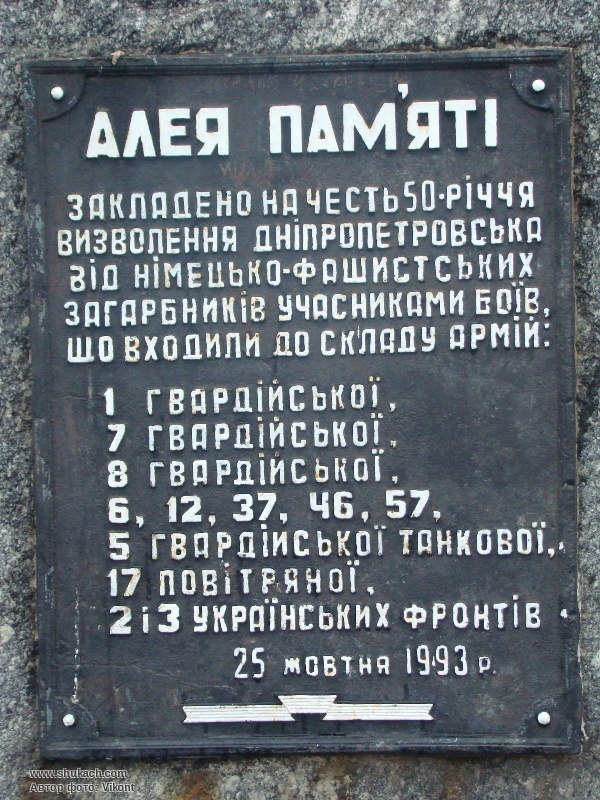 АЛЕЯ ПАМ'ЯТІ
ЗАКЛАДЕНО НА ЧЕСТЬ 50-РІЧЧЯ
ВИЗВОЛЕННЯ ДНІПРОПЕТРОВСЬКА
ВІД НІМЕЦЬКО-ФАШИСТСЬКИХ
ЗАГАРБНИКІВ УЧАСНИКАМИ БОЇВ,
ЩО ВХОДИЛИ ДО СКЛАДУ АРМІЙ:
1 ГВАРДІЙСЬКОЇ,
7 ГВАРДІЙСЬКОЇ,
8 ГВАРДІЙСЬКОЇ,
6, 12, 37, 46, 57,
5 ГВАРДІЙСЬКОЇ ТАНКОВОЇ,
17 ПОВІТРЯНОЇ,
2 І 3 УКРАЇНСЬКИХ ФРОНТІВ
25 ЖОВТНЯ 1993 Р.
www.shukach.com
Автор фото: Vikont